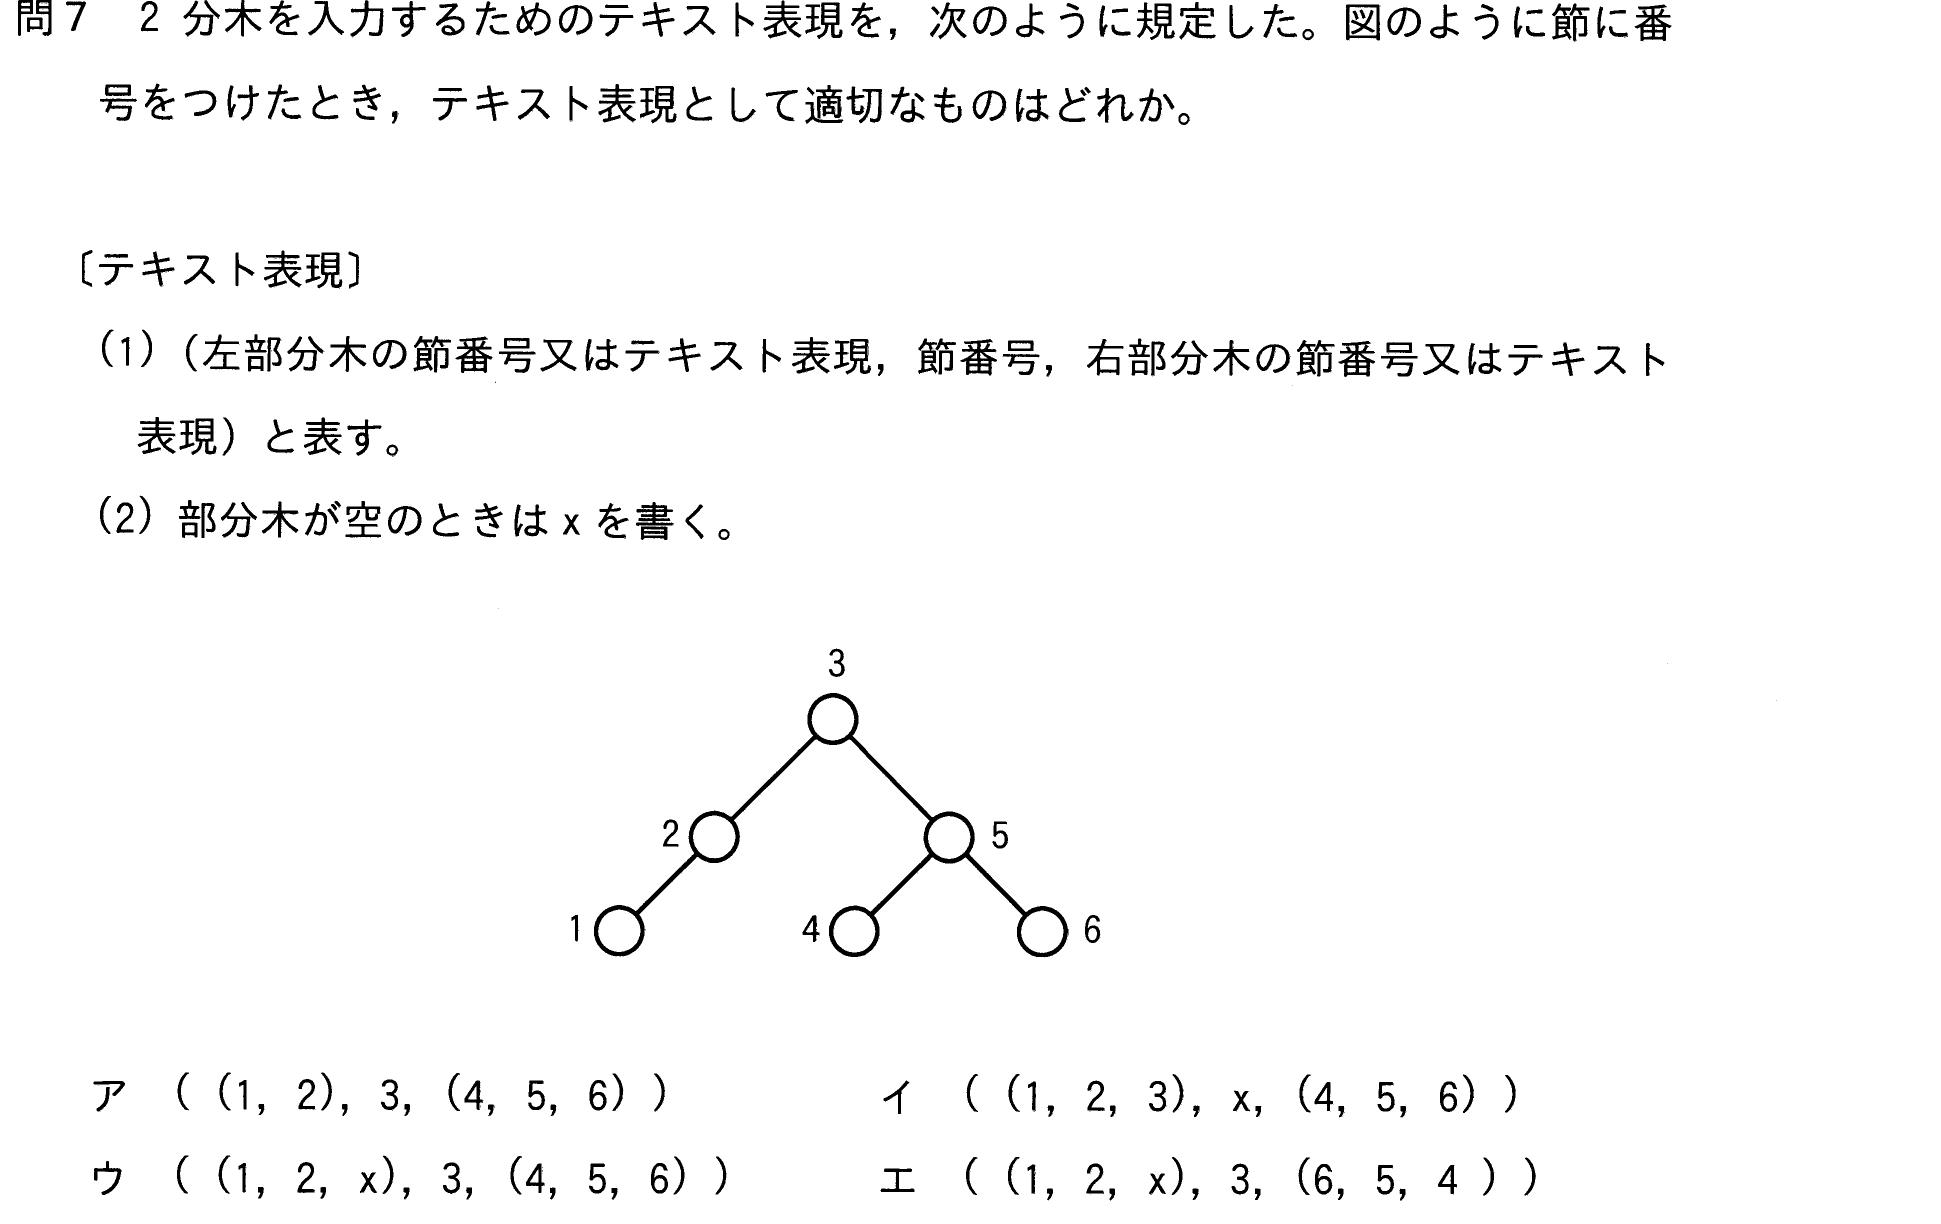 問7 2分木を入力するためのテキスト表現を，次のように規定した。図のように節に番
号をつけたとき，テキスト表現として適切なものはどれか。
〔テキスト表現〕
(1) (左部分木の節番号又はテキスト表現，節番号，右部分木の節番号又はテキスト
表現) と表す。
(2) 部分木が空のときは x を書く。
3
2 5
1 4 6
ア ( (1, 2), 3, (4, 5, 6) ) イ ( (1, 2, 3), x, (4, 5, 6) )
ウ ( (1, 2, x), 3, (4, 5, 6) ) エ ( (1, 2, x), 3, (6, 5, 4 ) )